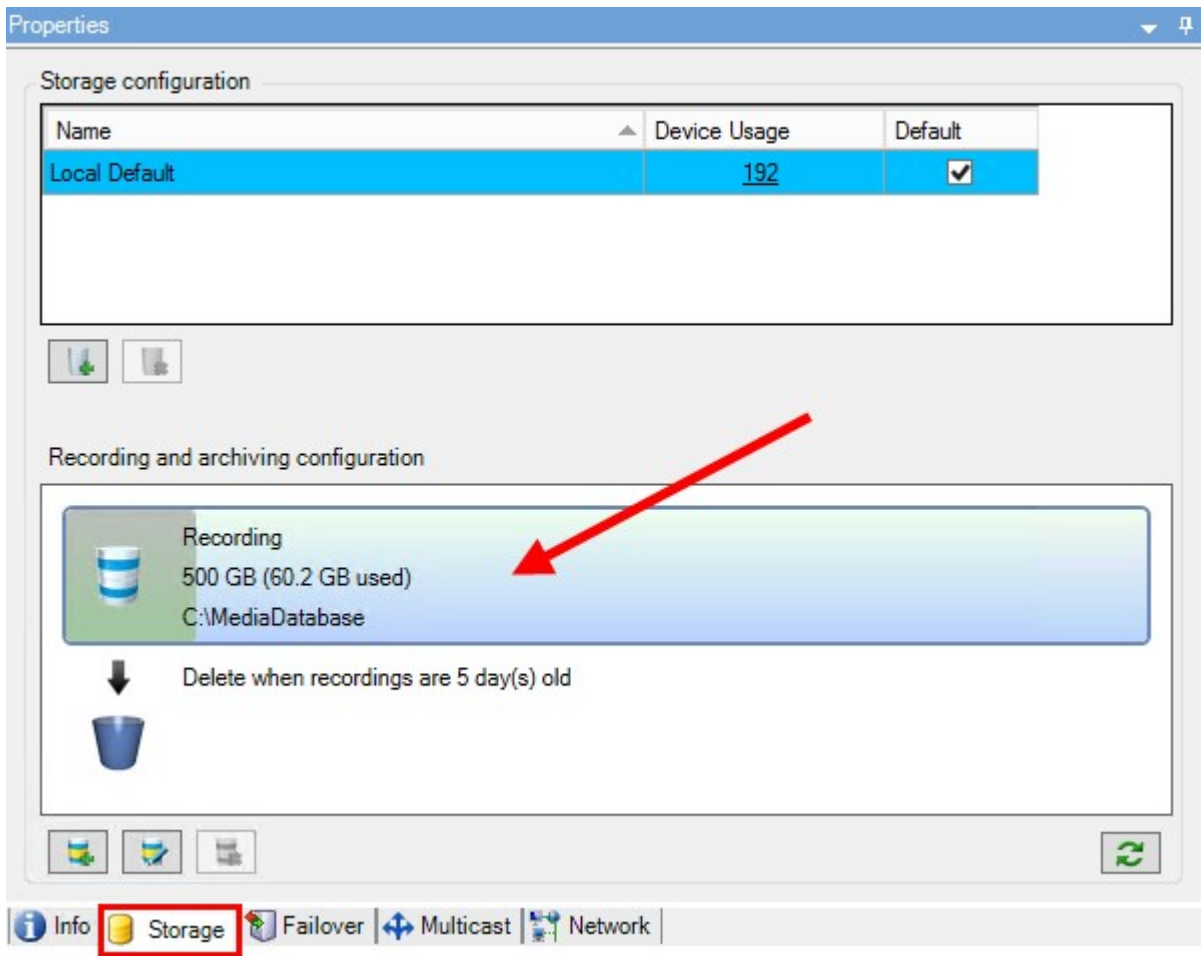 Properties
Storage configuration
Name Device Usage Default
Local Default 192
Recording and archiving configuration
Recording
500 GB (60.2 GB used)
C:\MediaDatabase
Delete when recordings are 5 day(s) old
Info Storage Failover Multicast Network